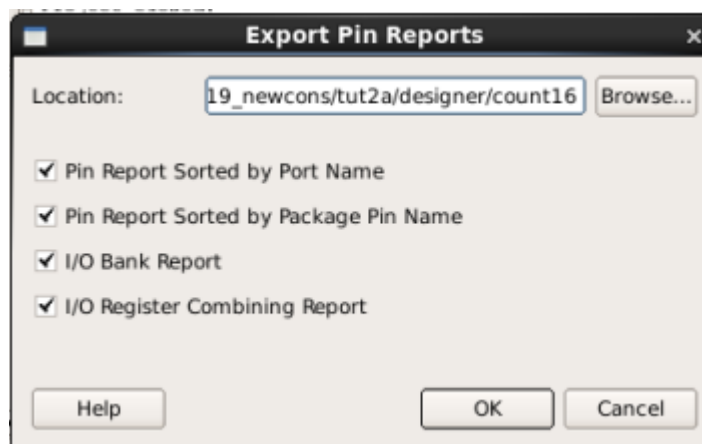 Export Pin Reports
Location: 19_newcons/tut2a/designer/count16 Browse...
Pin Report Sorted by Port Name
Pin Report Sorted by Package Pin Name
I/O Bank Report
I/O Register Combining Report
Help OK Cancel